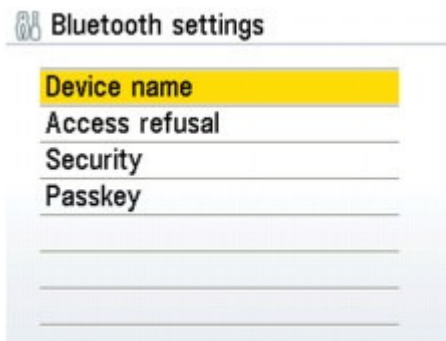 Bluetooth settings
Device name
Access refusal
Security
Passkey